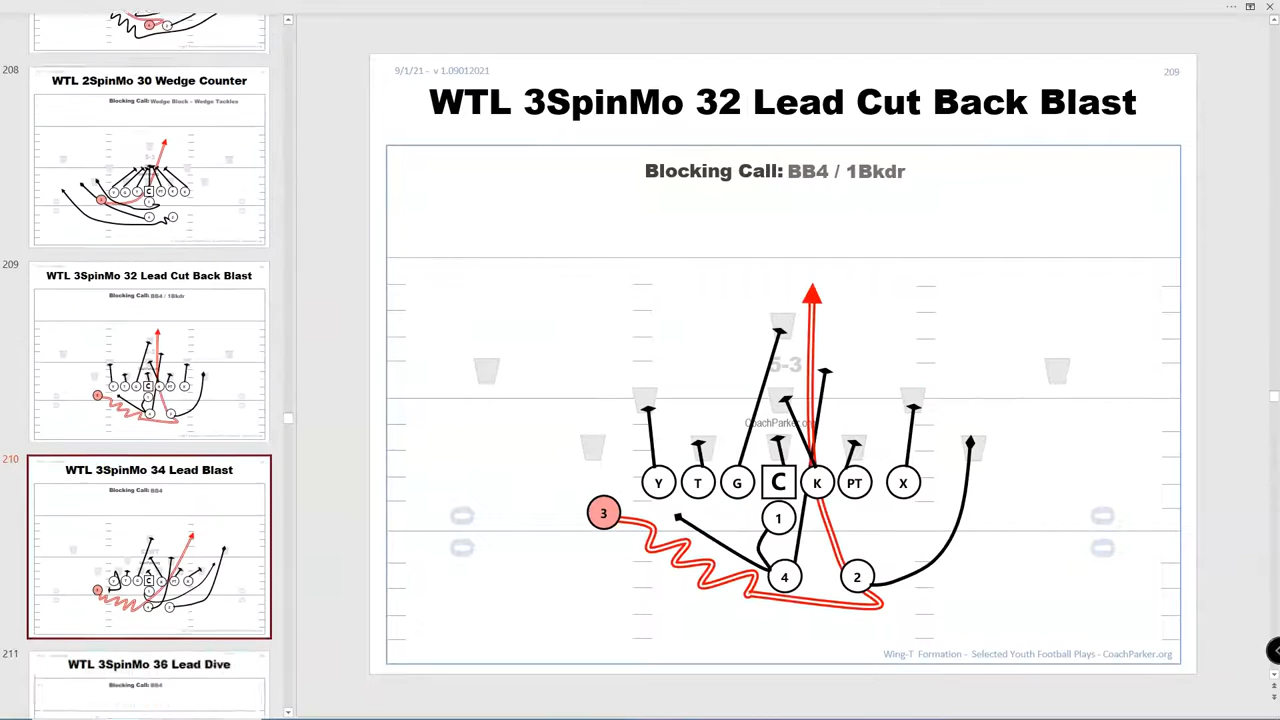 208
WTL 2SpinMo 30 Wedge Counter
Blocking Call: Wedge Block - Wedge Tackles
209
WTL 3SpinMo 32 Lead Cut Back Blast
Blocking Call: BB4 / 1Bkdr
210
WTL 3SpinMo 34 Lead Blast
Blocking Call: BB4
211
WTL 3SpinMo 36 Lead Dive
Blocking Call: BB4
9/1/21 - v 1.09012021
209
WTL 3SpinMo 32 Lead Cut Back Blast
Blocking Call: BB4 / 1Bkdr
5-3
CoachParker.org
Y T G C K PT X
3
1
4
2
Wing-T Formation - Selected Youth Football Plays - CoachParker.org